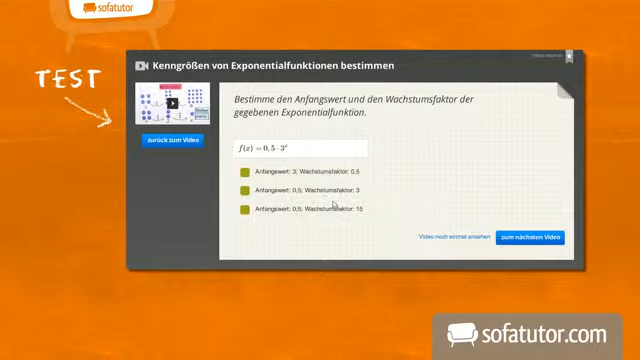 sofatutor
TEST
Kenngrößen von Exponentialfunktionen bestimmen
zurück zum Video
Bestimme den Anfangswert und den Wachstumsfaktor der
gegebenen Exponentialfunktion.
f(x) = 0,5 · 3ˣ
Anfangswert: 3; Wachstumsfaktor: 0,5
Anfangswert: 0,5; Wachstumsfaktor: 3
Anfangswert: 0,5; Wachstumsfaktor: 15
Video noch einmal ansehen
zum nächsten Video
sofatutor.com